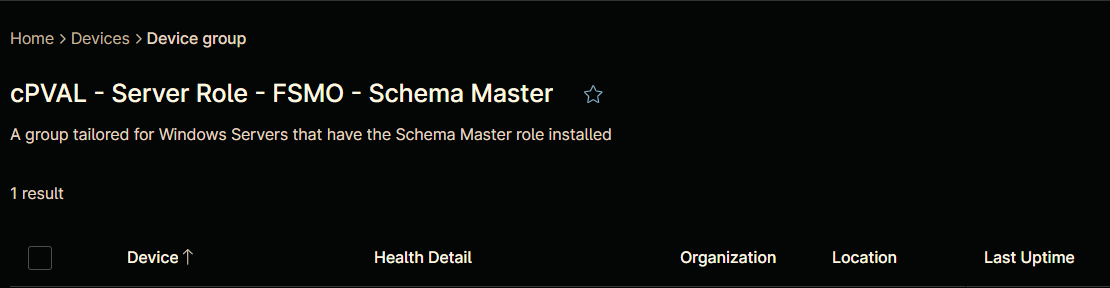 Home > Devices > Device group
cPVAL - Server Role - FSMO - Schema Master
A group tailored for Windows Servers that have the Schema Master role installed
1 result
Device ↑ Health Detail Organization Location Last Uptime